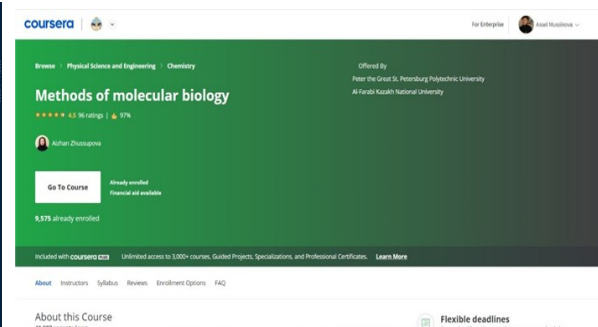 coursera
For Enterprise
Assel Mussinova
Browse > Physical Science and Engineering > Chemistry
Offered By
Peter the Great St. Petersburg Polytechnic University
Al-Farabi Kazakh National University
Methods of molecular biology
4.5 96 ratings | 97%
Aizhan Zhussupova
Go To Course
Already enrolled
Financial aid available
9,575 already enrolled
Included with coursera PLUS Unlimited access to 3,000+ courses, Guided Projects, Specializations, and Professional Certificates. Learn More
About Instructors Syllabus Reviews Enrollment Options FAQ
About this Course
Flexible deadlines